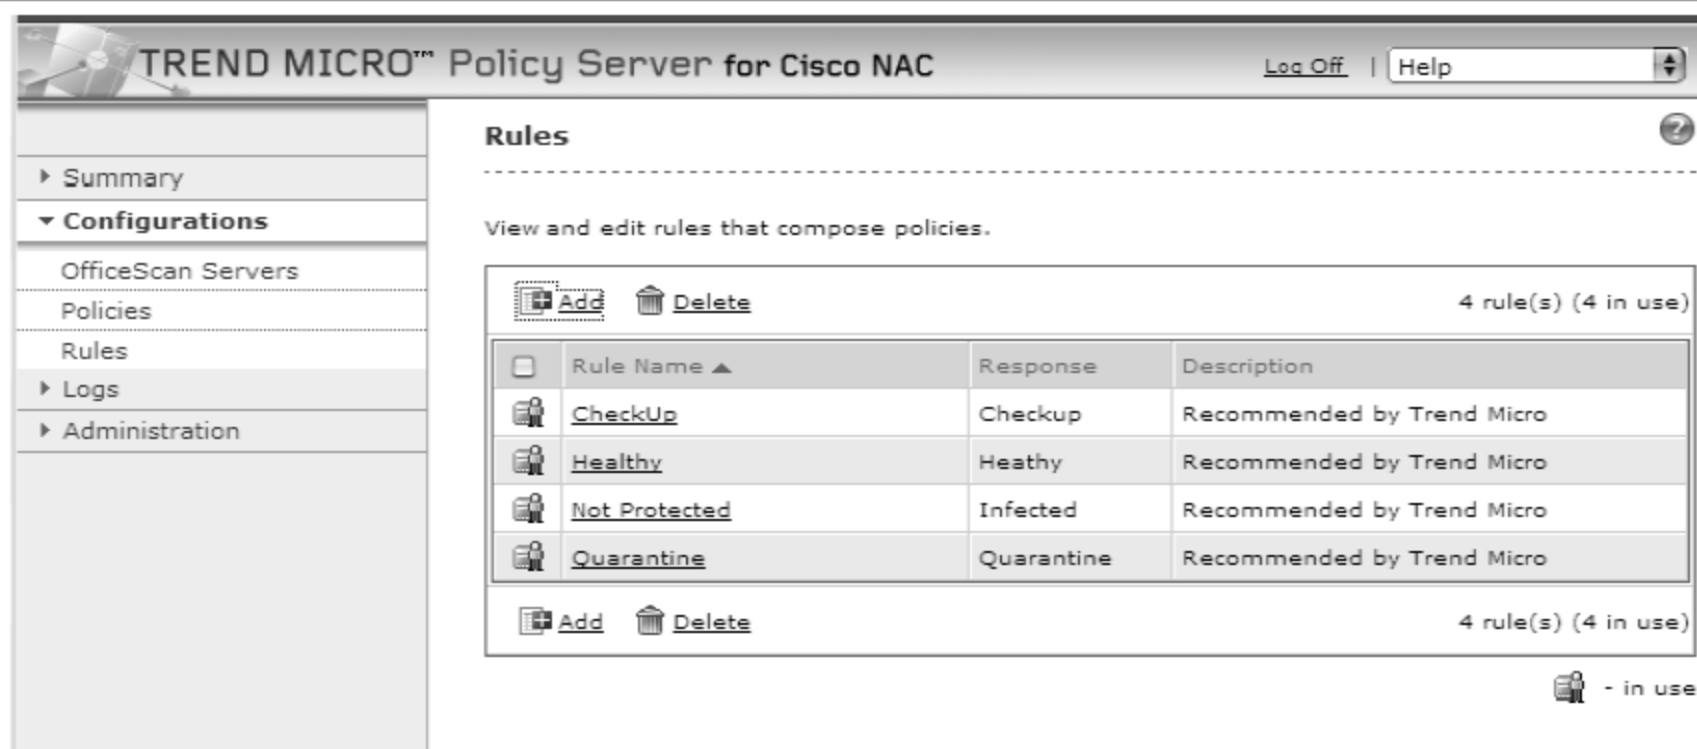 TREND MICRO™ Policy Server for Cisco NAC
Log Off | Help
Summary
Configurations
OfficeScan Servers
Policies
Rules
Logs
Administration
Rules
View and edit rules that compose policies.
Add Delete 4 rule(s) (4 in use)
Rule Name Response Description
CheckUp Checkup Recommended by Trend Micro
Healthy Heathy Recommended by Trend Micro
Not Protected Infected Recommended by Trend Micro
Quarantine Quarantine Recommended by Trend Micro
Add Delete 4 rule(s) (4 in use)
- in use